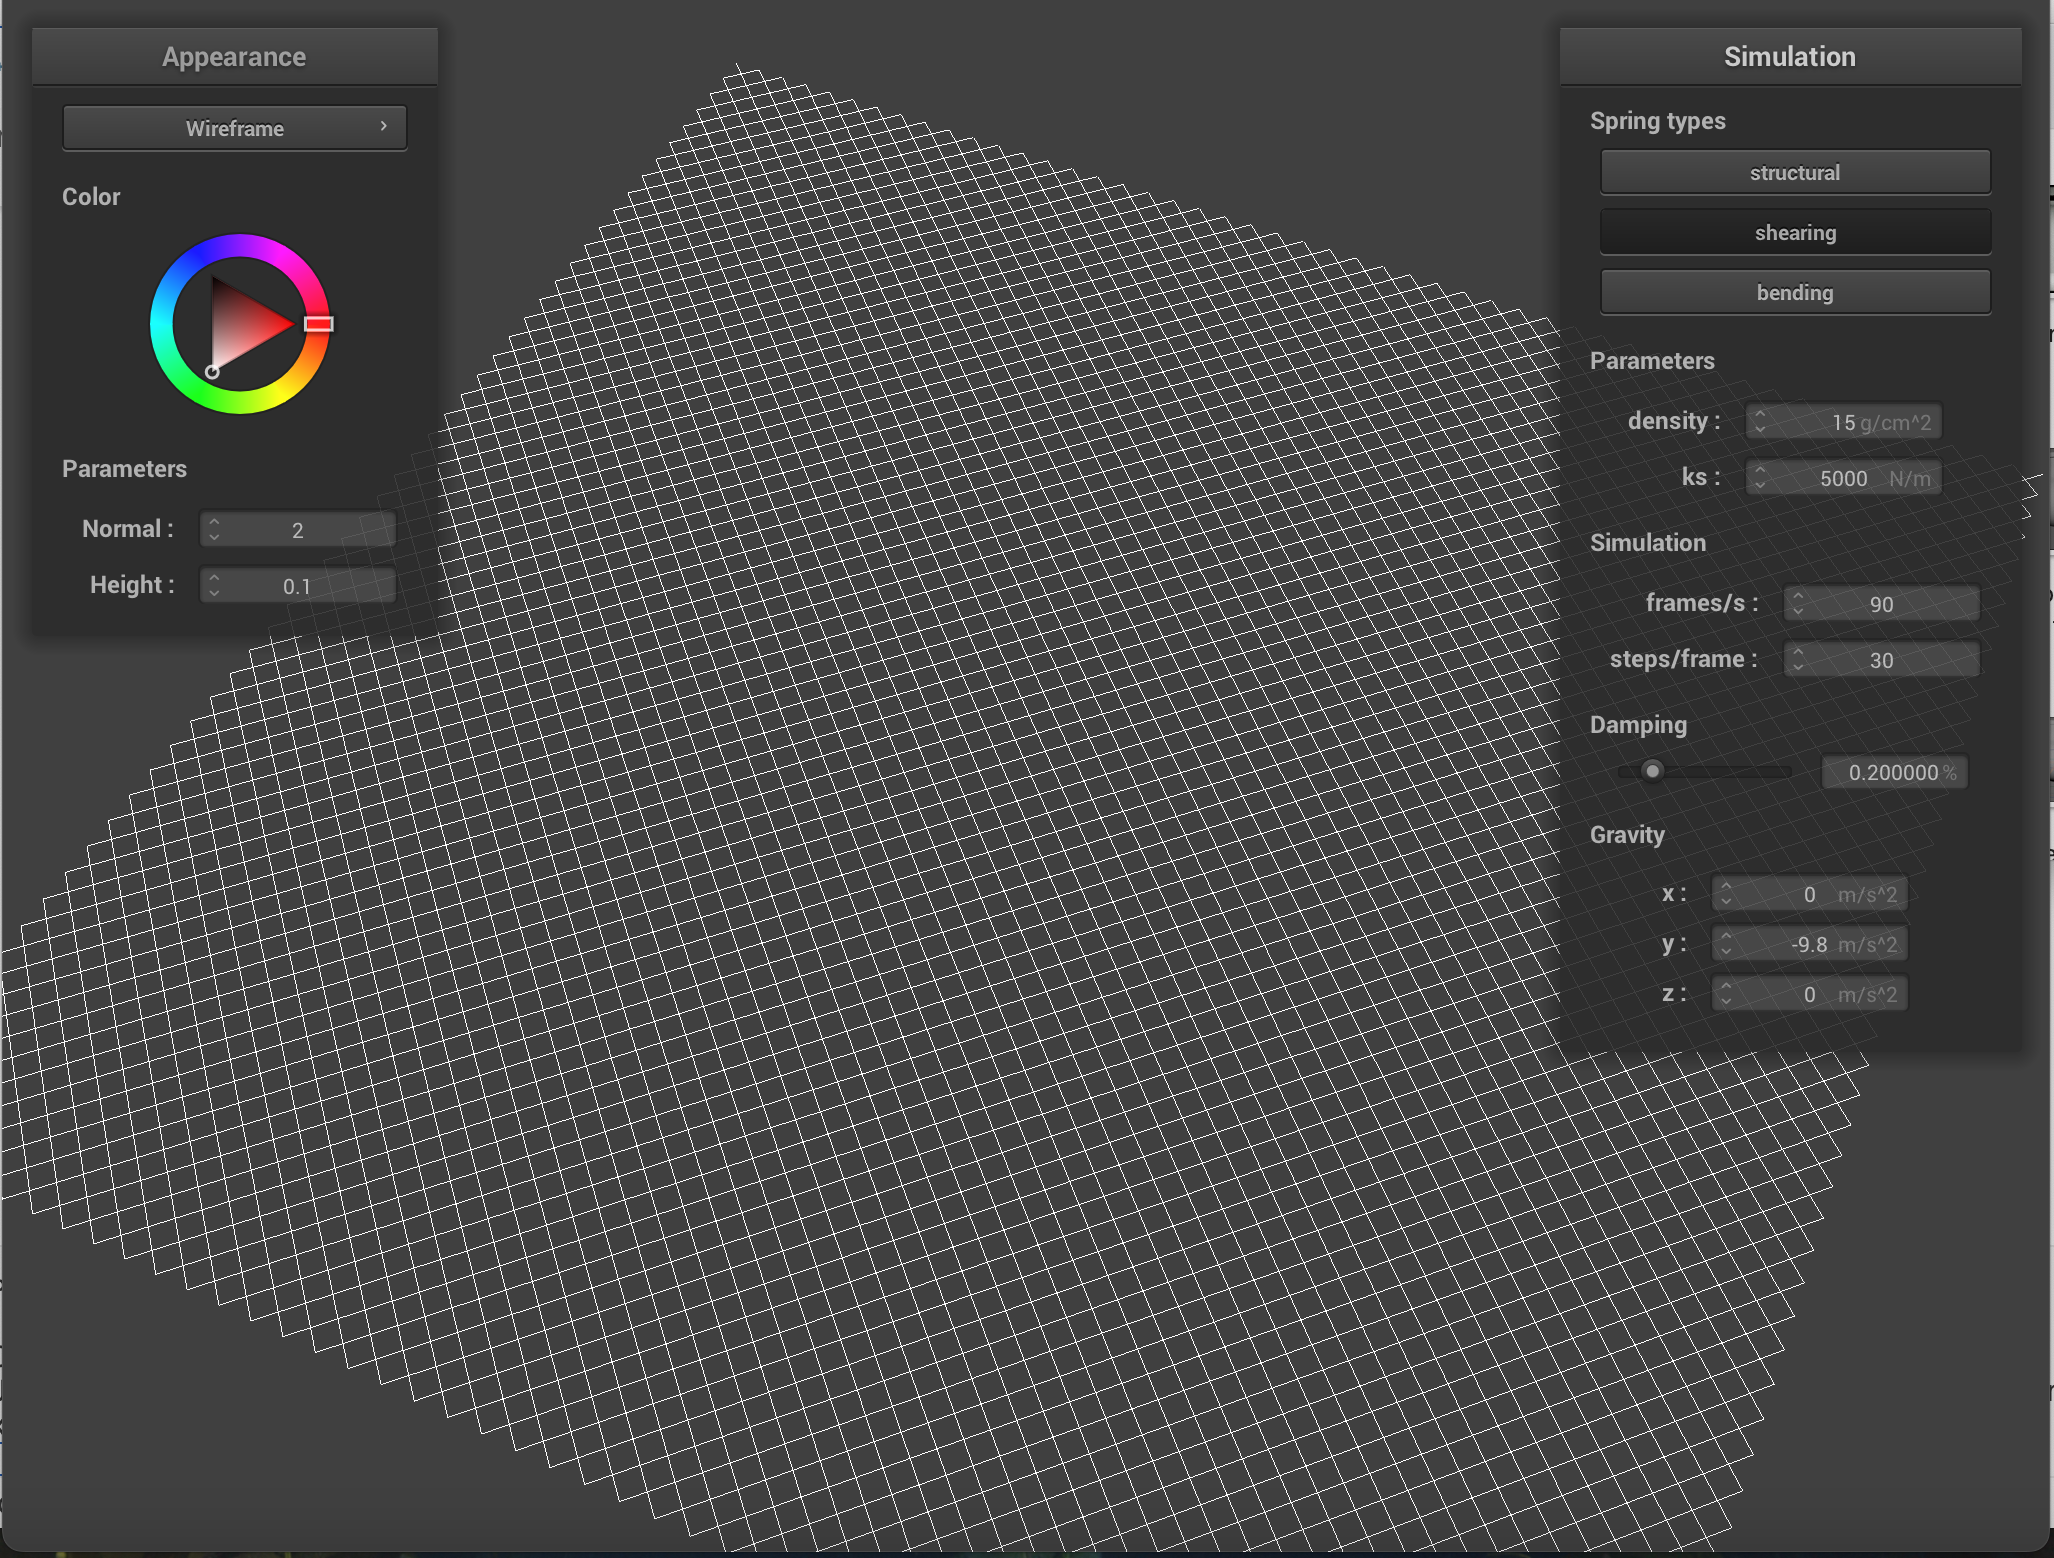 Appearance
Wireframe
Color
Parameters
Normal : 2
Height : 0.1
Simulation
Spring types
structural
shearing
bending
Parameters
density : 15 g/cm^2
ks : 5000 N/m
Simulation
frames/s : 90
steps/frame : 30
Damping
0.200000 %
Gravity
x : 0 m/s^2
y : -9.8 m/s^2
z : 0 m/s^2